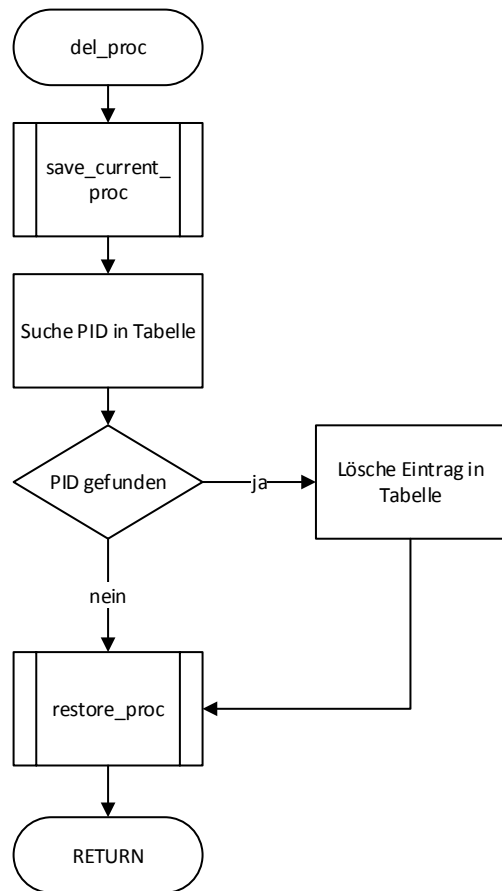 del_proc
save_current_
proc
Suche PID in Tabelle
PID gefunden
ja
Lösche Eintrag in
Tabelle
nein
restore_proc
RETURN